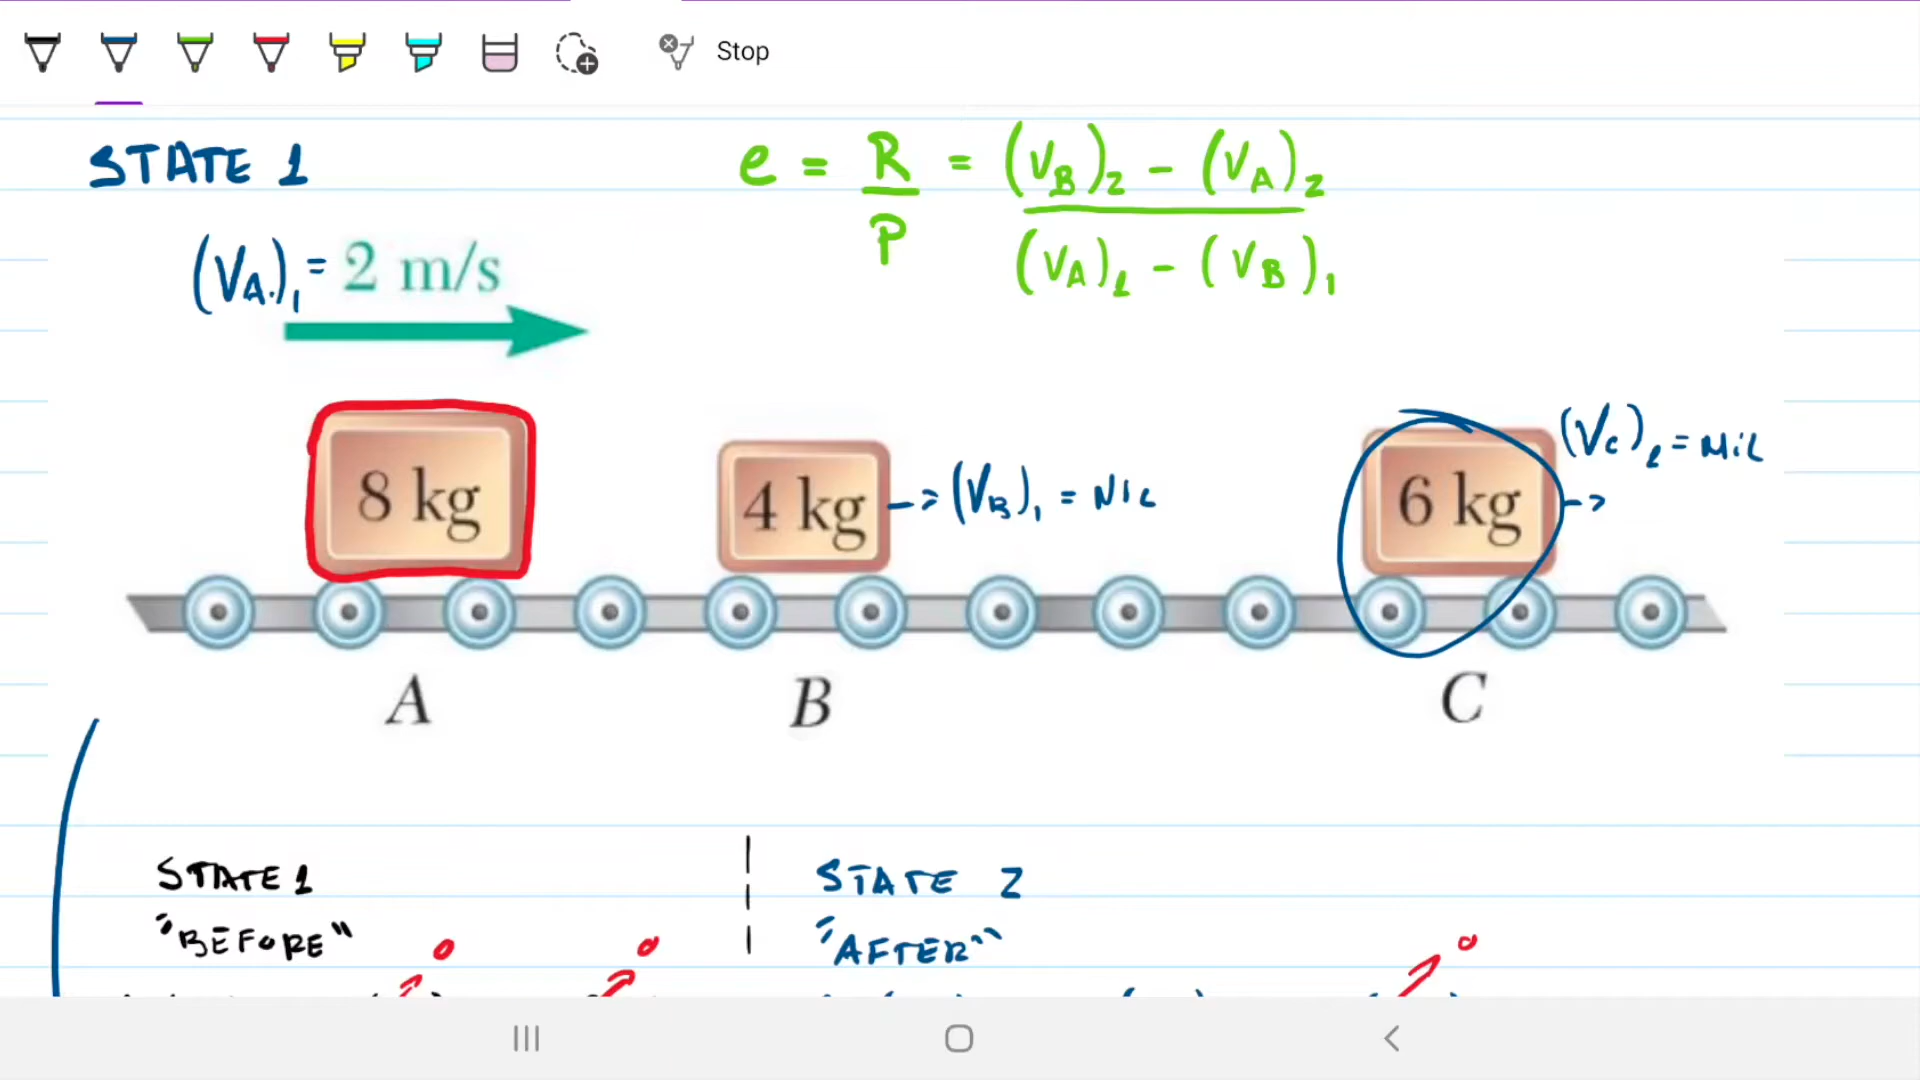 Stop
STATE 1
e = R/P = (VB)2 - (VA)2 / (VA)1 - (VB)1
(VA)1 = 2 m/s
8 kg
4 kg
→ (VB)1 = NIL
6 kg
(VC)1 = NIL
A
B
C
STATE 1
"BEFORE"
o
o
STATE 2
"AFTER"
o